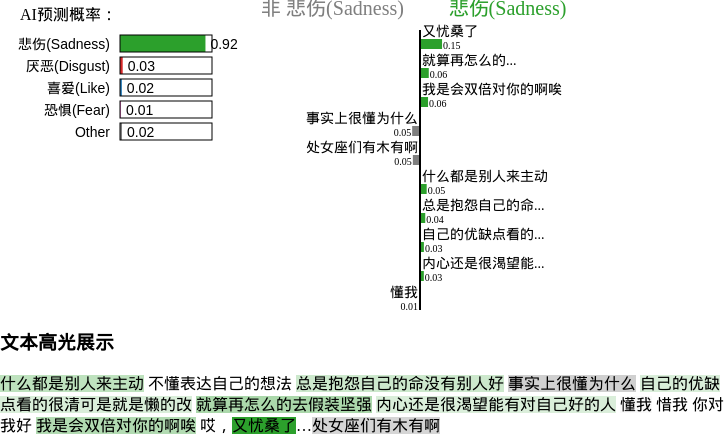 AI预测概率：
悲伤(Sadness) 0.92
厌恶(Disgust) 0.03
喜爱(Like) 0.02
恐惧(Fear) 0.01
Other 0.02
非 悲伤(Sadness) 悲伤(Sadness)
又忧桑了
0.15
就算再怎么的...
0.06
我是会双倍对你的啊唉
0.06
事实上很懂为什么
0.05
处女座们有木有啊
0.05
什么都是别人来主动
0.05
总是抱怨自己的命...
0.04
自己的优缺点看的...
0.03
内心还是很渴望能...
0.03
懂我
0.01
文本高光展示
什么都是别人来主动 不懂表达自己的想法 总是抱怨自己的命没有别人好 事实上很懂为什么 自己的优缺
点看的很清可是就是懒的改 就算再怎么的去假装坚强 内心还是很渴望能有对自己好的人 懂我 惜我 你对
我好 我是会双倍对你的啊唉 哎，又忧桑了…处女座们有木有啊